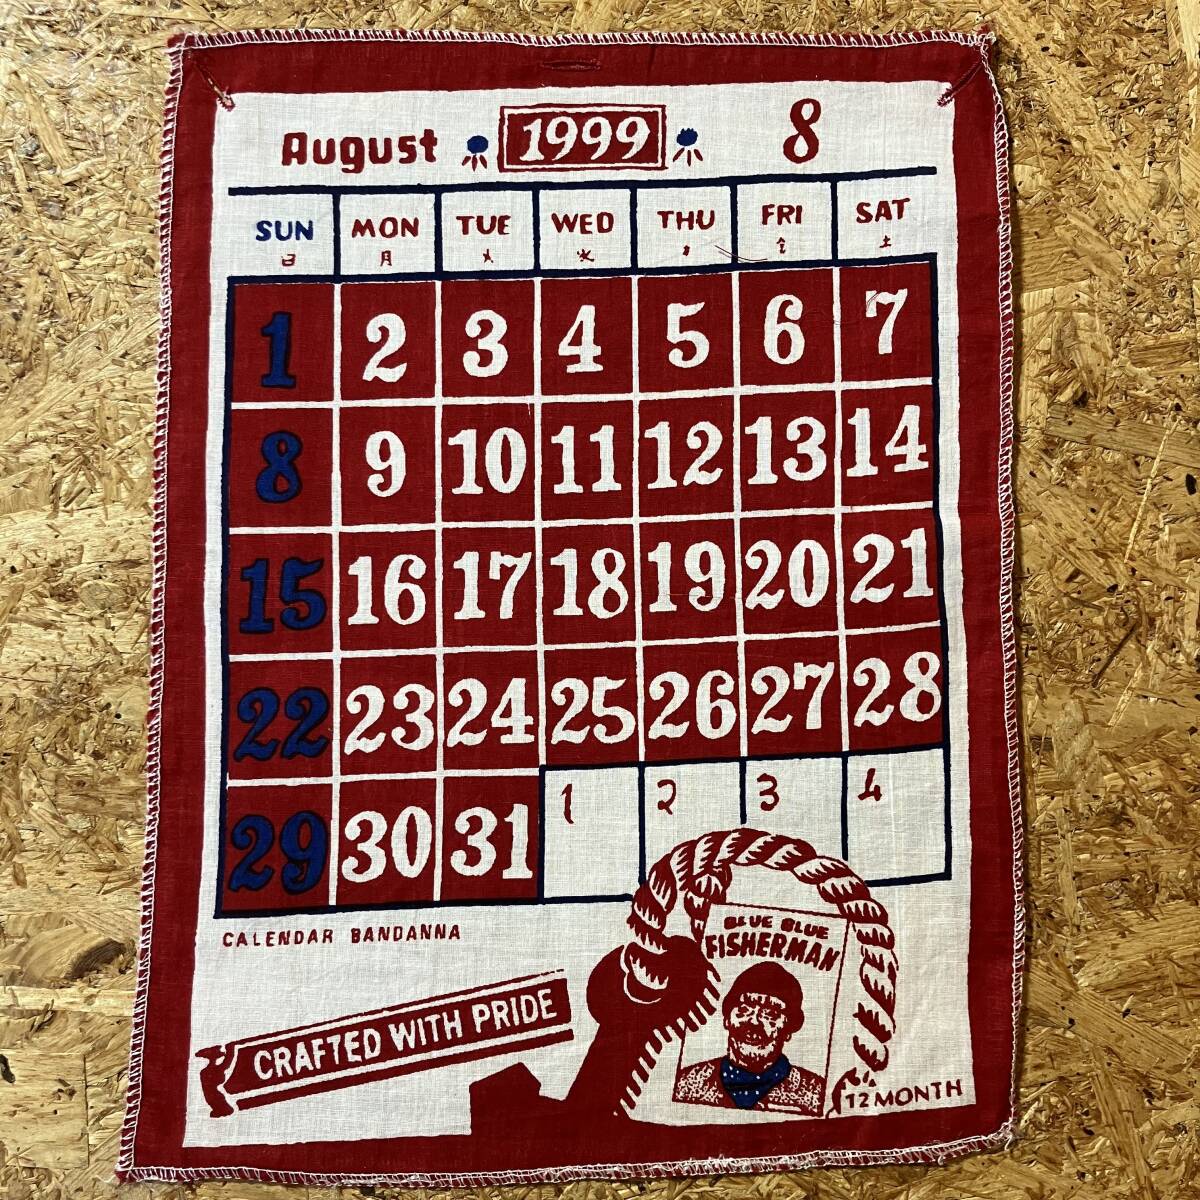 August 1999 8
SUN MON TUE WED THU FRI SAT
日 月 火 水 木 金 土
1 2 3 4 5 6 7
8 9 10 11 12 13 14
15 16 17 18 19 20 21
22 23 24 25 26 27 28
29 30 31 1 2 3 4
CALENDAR BANDANNA
BLUE BLUE
FISHERMAN
CRAFTED WITH PRIDE
12 MONTH